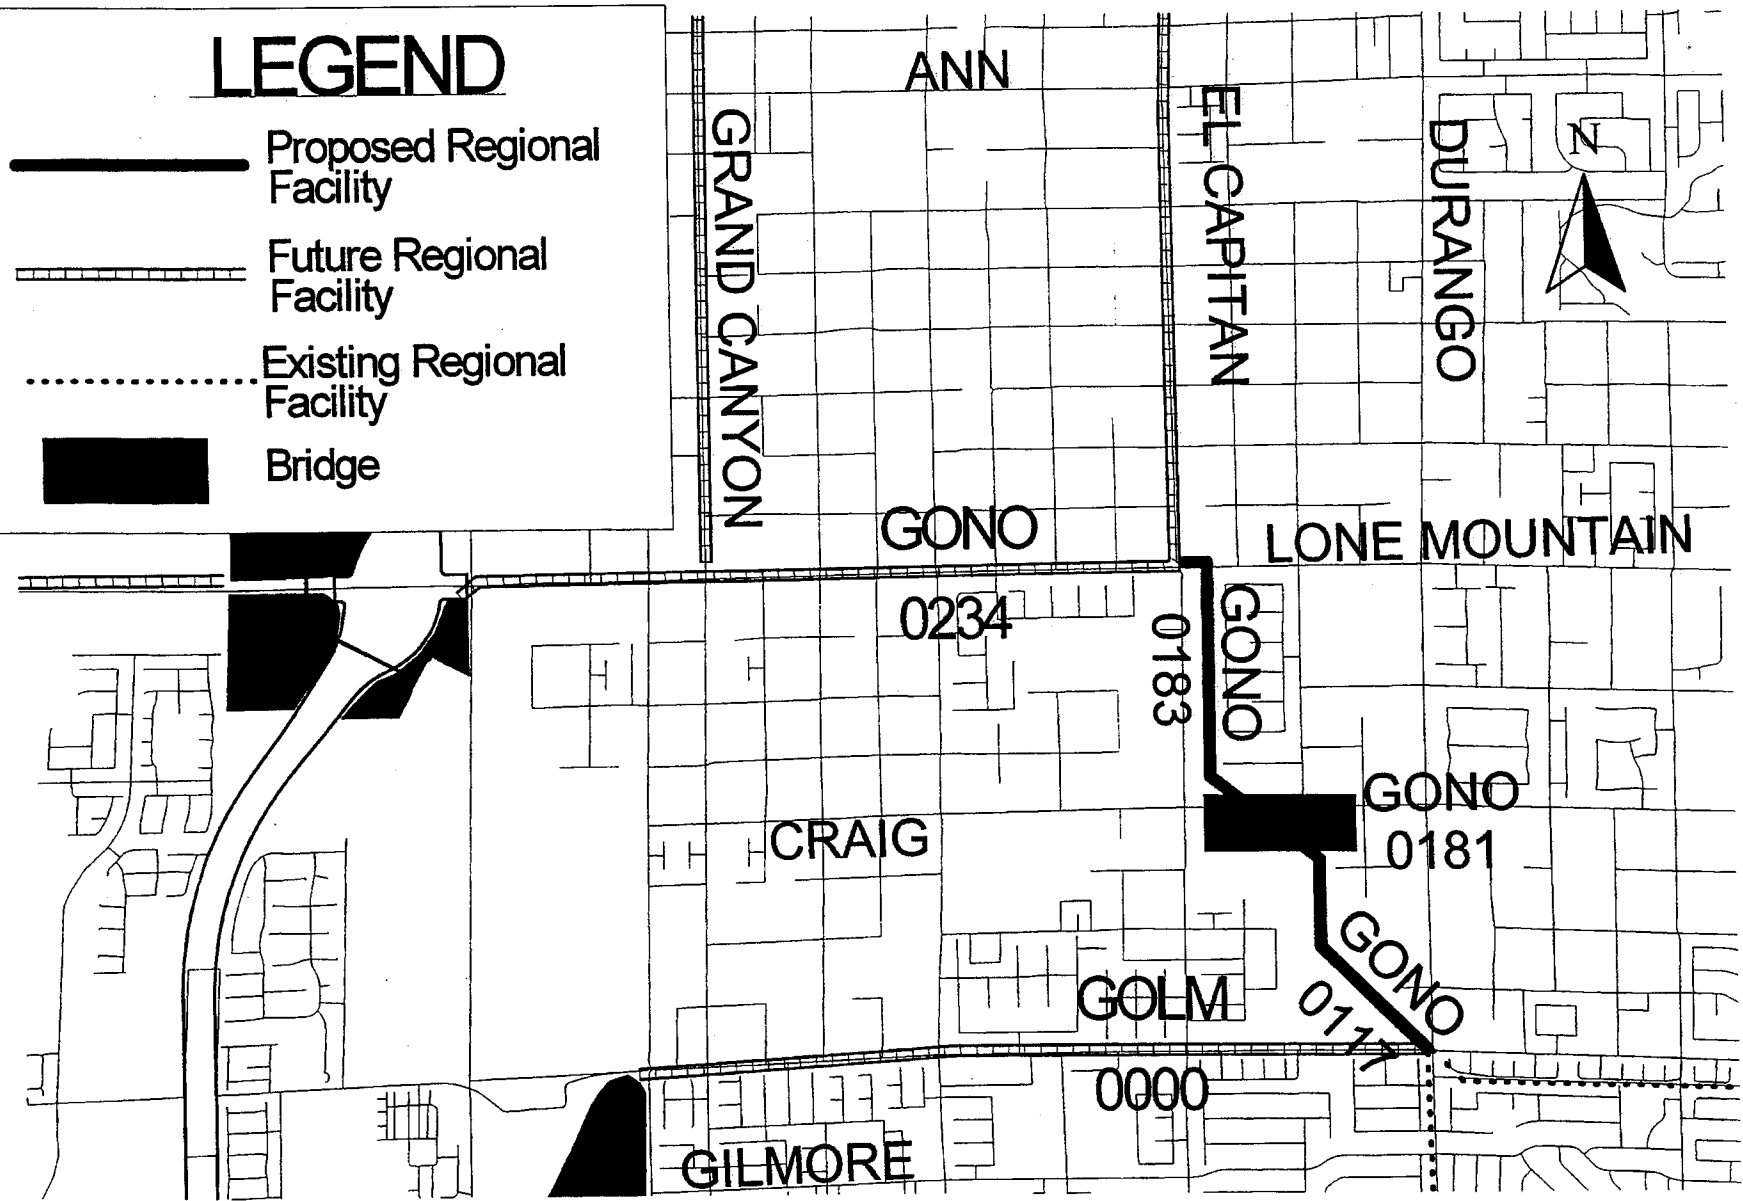 LEGEND
Proposed Regional
Facility
Future Regional
Facility
Existing Regional
Facility
Bridge
ANN
GRAND CANYON
EL CAPITAN
DURANGO
N
GONO
0234
LONE MOUNTAIN
GONO
0183
GONO
0181
CRAIG
GONO
0117
GOLM
0000
GILMORE